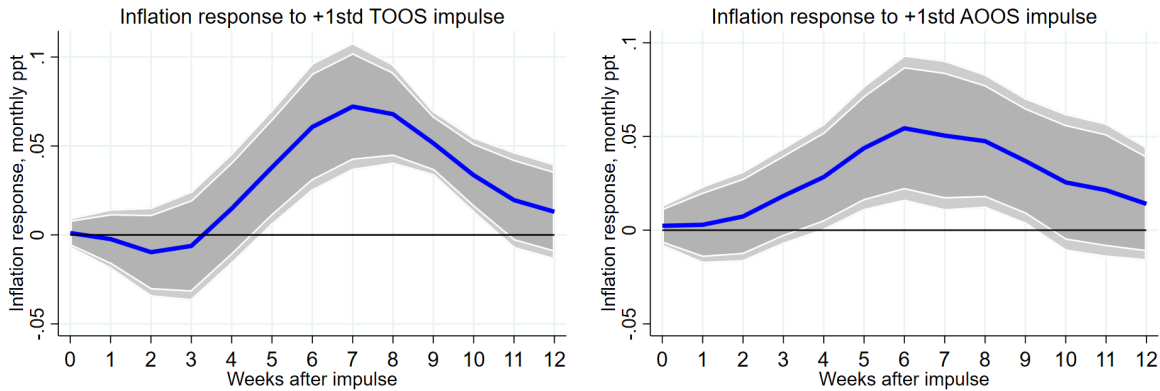 Inflation response to +1std TOOS impulse
Inflation response, monthly ppt
.1
.05
0
-.05
0 1 2 3 4 5 6 7 8 9 10 11 12
Weeks after impulse
Inflation response to +1std AOOS impulse
Inflation response, monthly ppt
.1
.05
0
-.05
0 1 2 3 4 5 6 7 8 9 10 11 12
Weeks after impulse